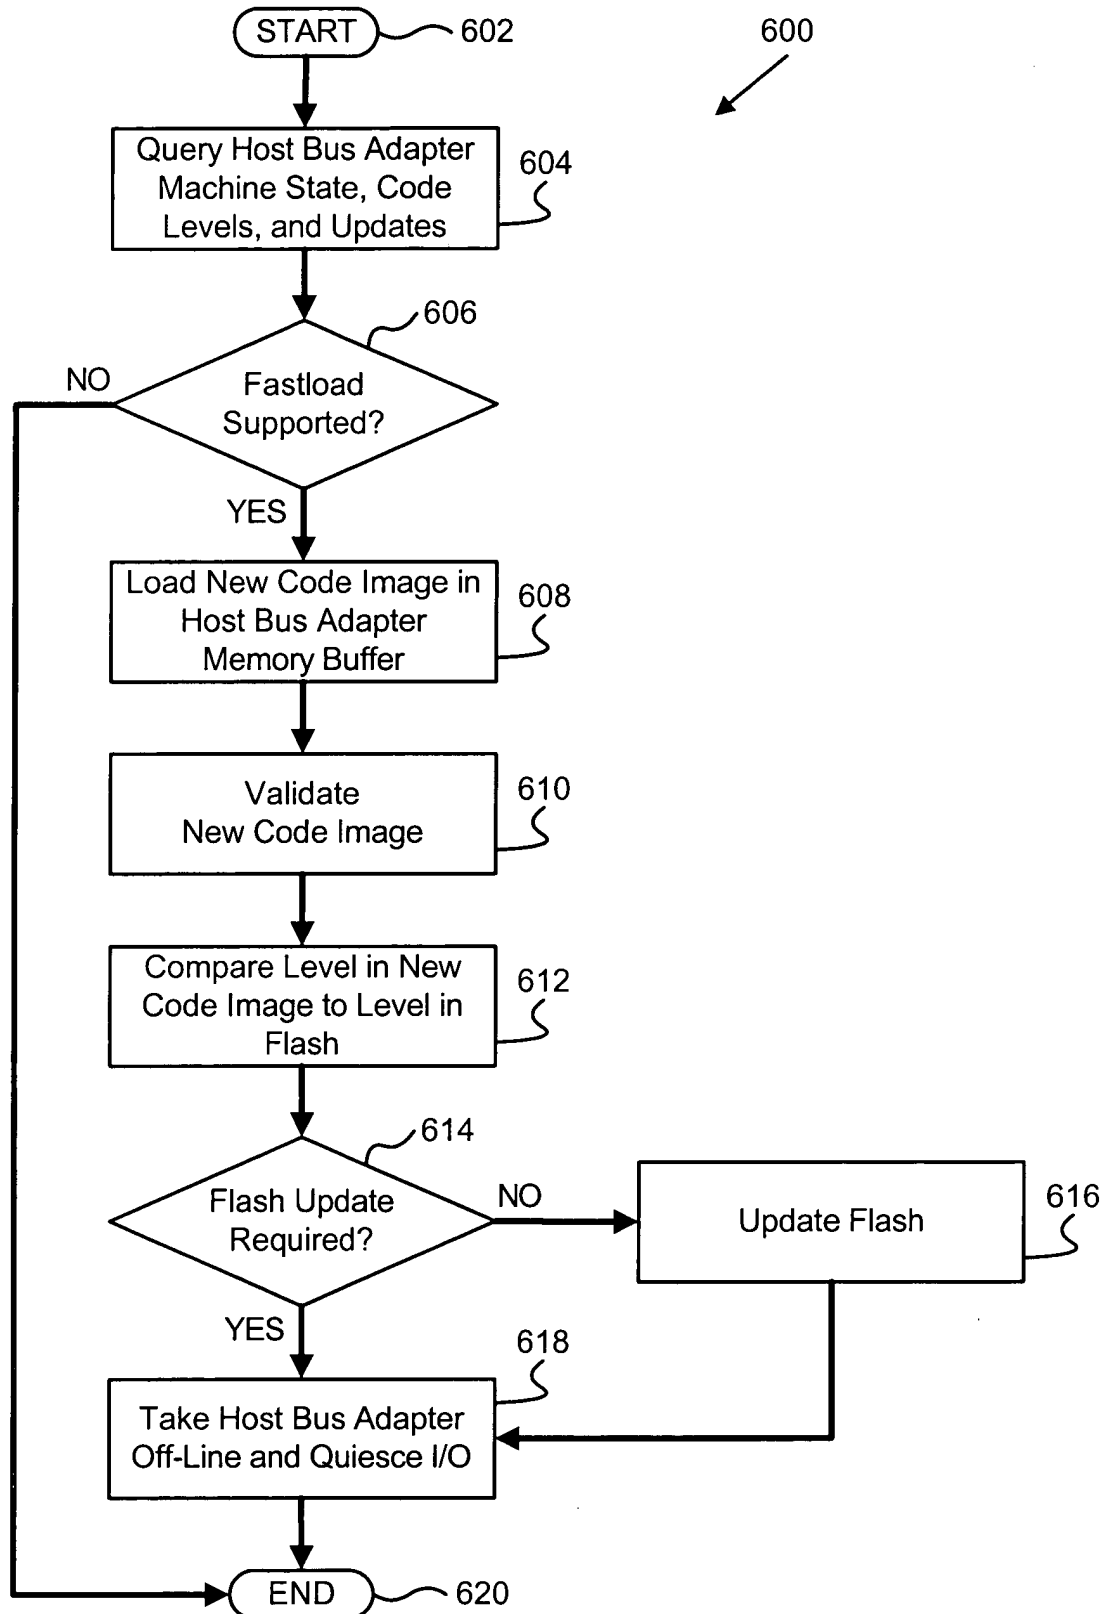 START
602
600
Query Host Bus Adapter
Machine State, Code
Levels, and Updates
604
606
NO
Fastload
Supported?
YES
Load New Code Image in
Host Bus Adapter
Memory Buffer
608
Validate
New Code Image
610
Compare Level in New
Code Image to Level in
Flash
612
614
Flash Update
Required?
NO
Update Flash
616
YES
618
Take Host Bus Adapter
Off-Line and Quiesce I/O
END
620